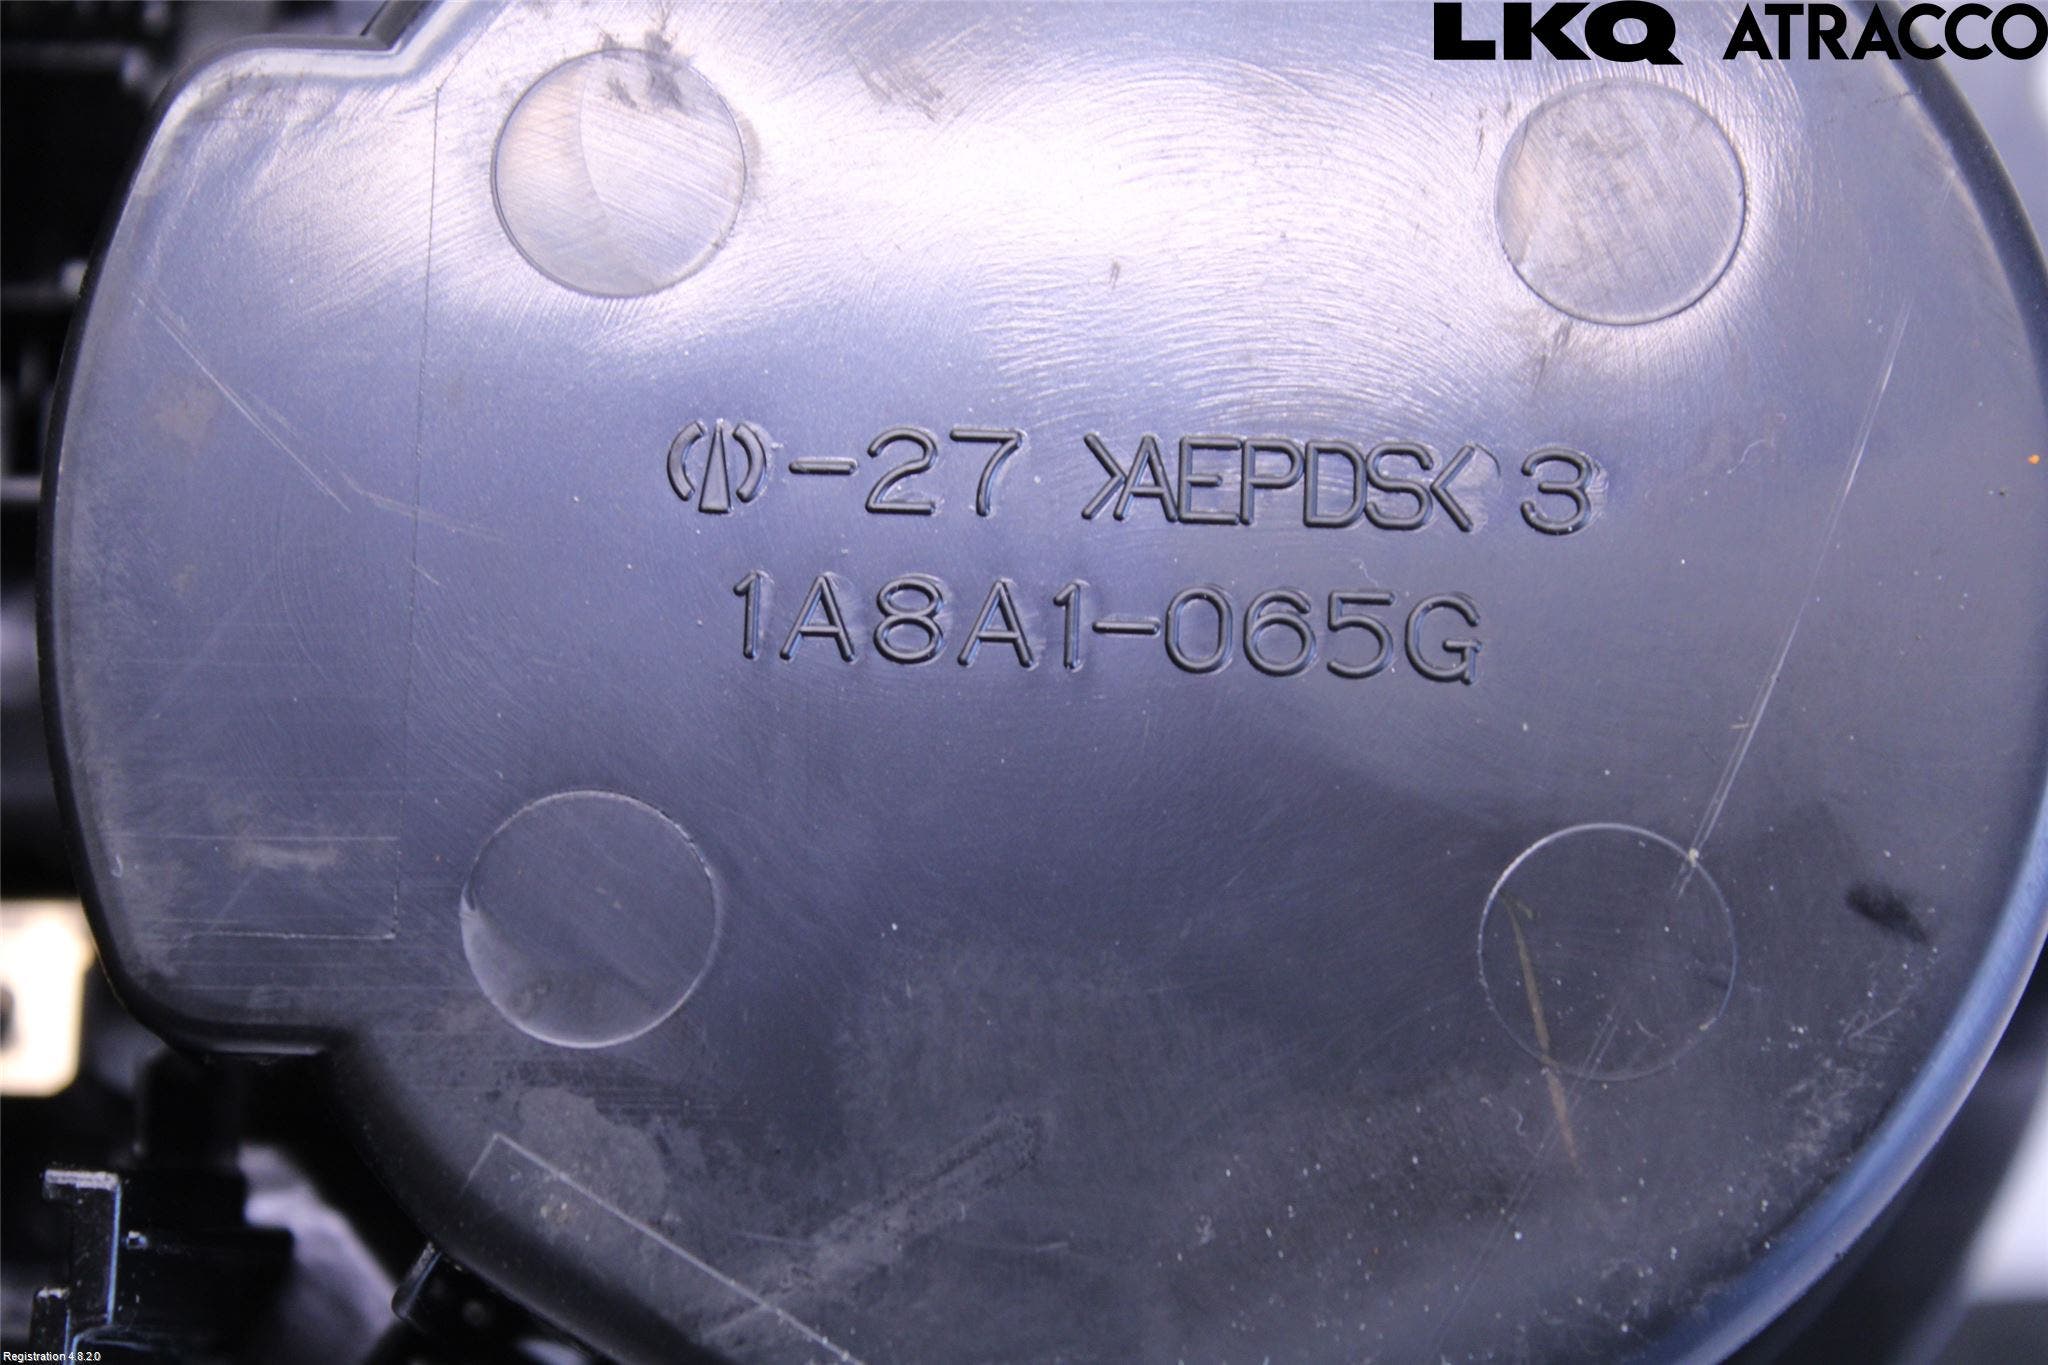 LKQ ATRACCO
-27 >AEPDS< 3
1A8A1-065G
Registration 4.8.2.0